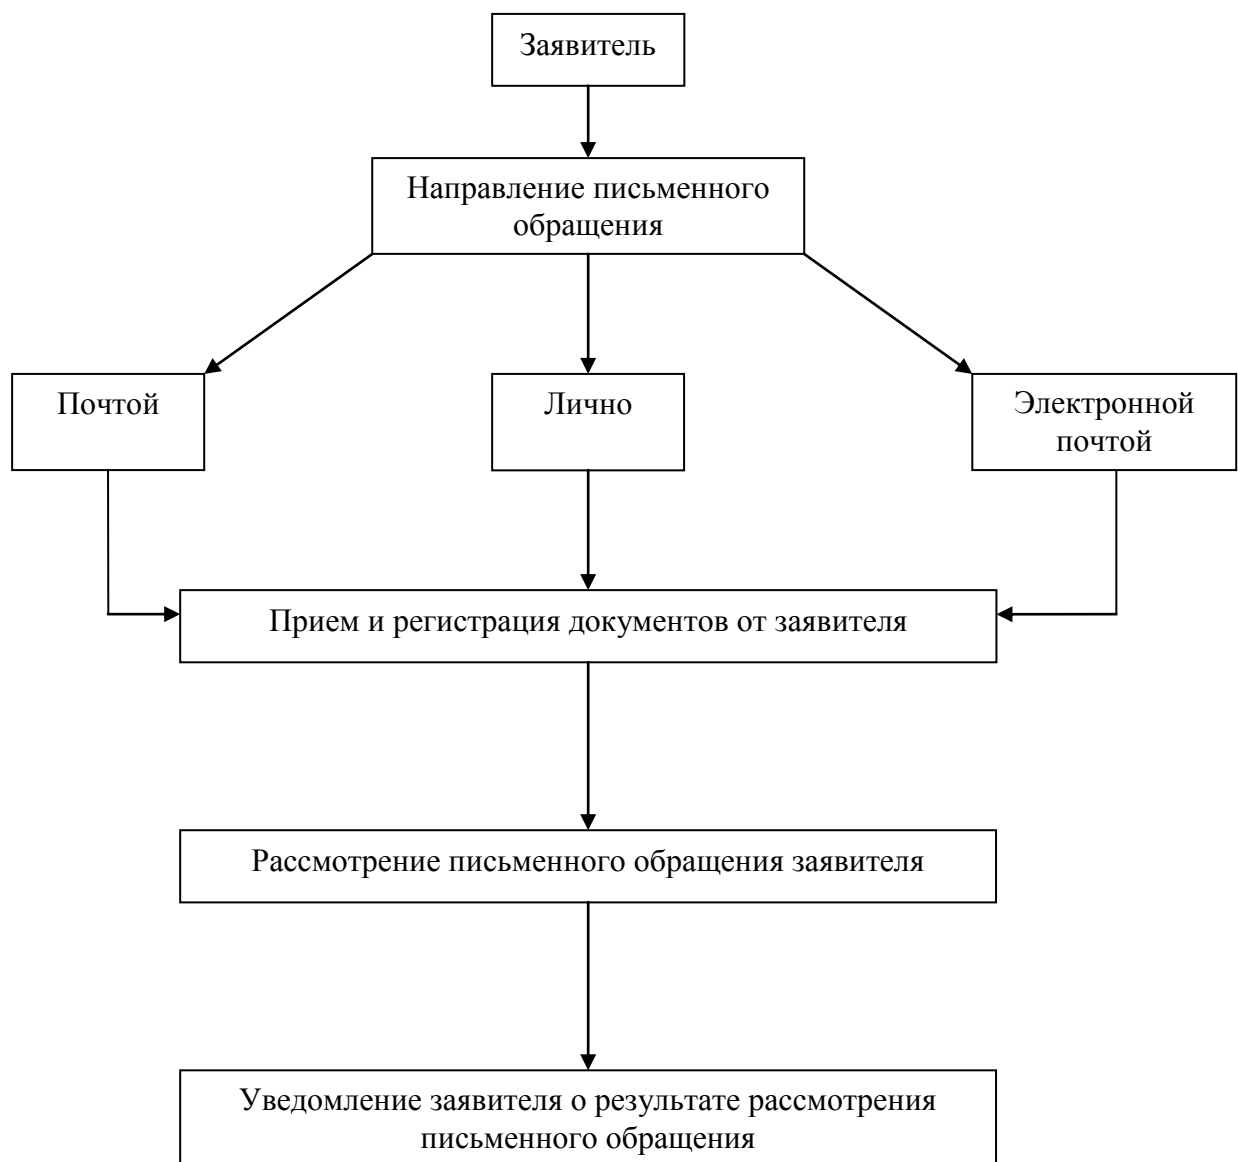 Заявитель
Направление письменного
обращения
Почтой
Лично
Электронной
почтой
Прием и регистрация документов от заявителя
Рассмотрение письменного обращения заявителя
Уведомление заявителя о результате рассмотрения
письменного обращения